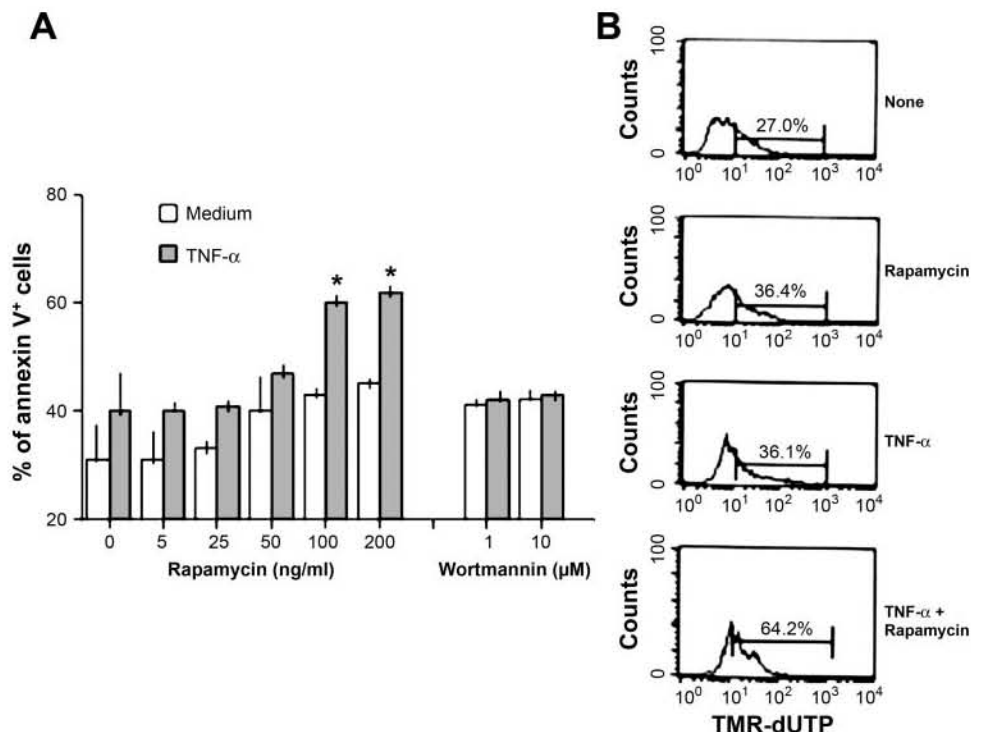 A
80
60
40
20
% of annexin V⁺ cells
Medium
TNF-α
*
*
0 5 25 50 100 200 1 10
Rapamycin (ng/ml) Wortmannin (µM)
B
100
Counts
0
27.0%
None
10⁰ 10¹ 10² 10³ 10⁴
100
Counts
0
36.4%
Rapamycin
10⁰ 10¹ 10² 10³ 10⁴
100
Counts
0
36.1%
TNF-α
10⁰ 10¹ 10² 10³ 10⁴
100
Counts
0
64.2%
TNF-α +
Rapamycin
10⁰ 10¹ 10² 10³ 10⁴
TMR-dUTP